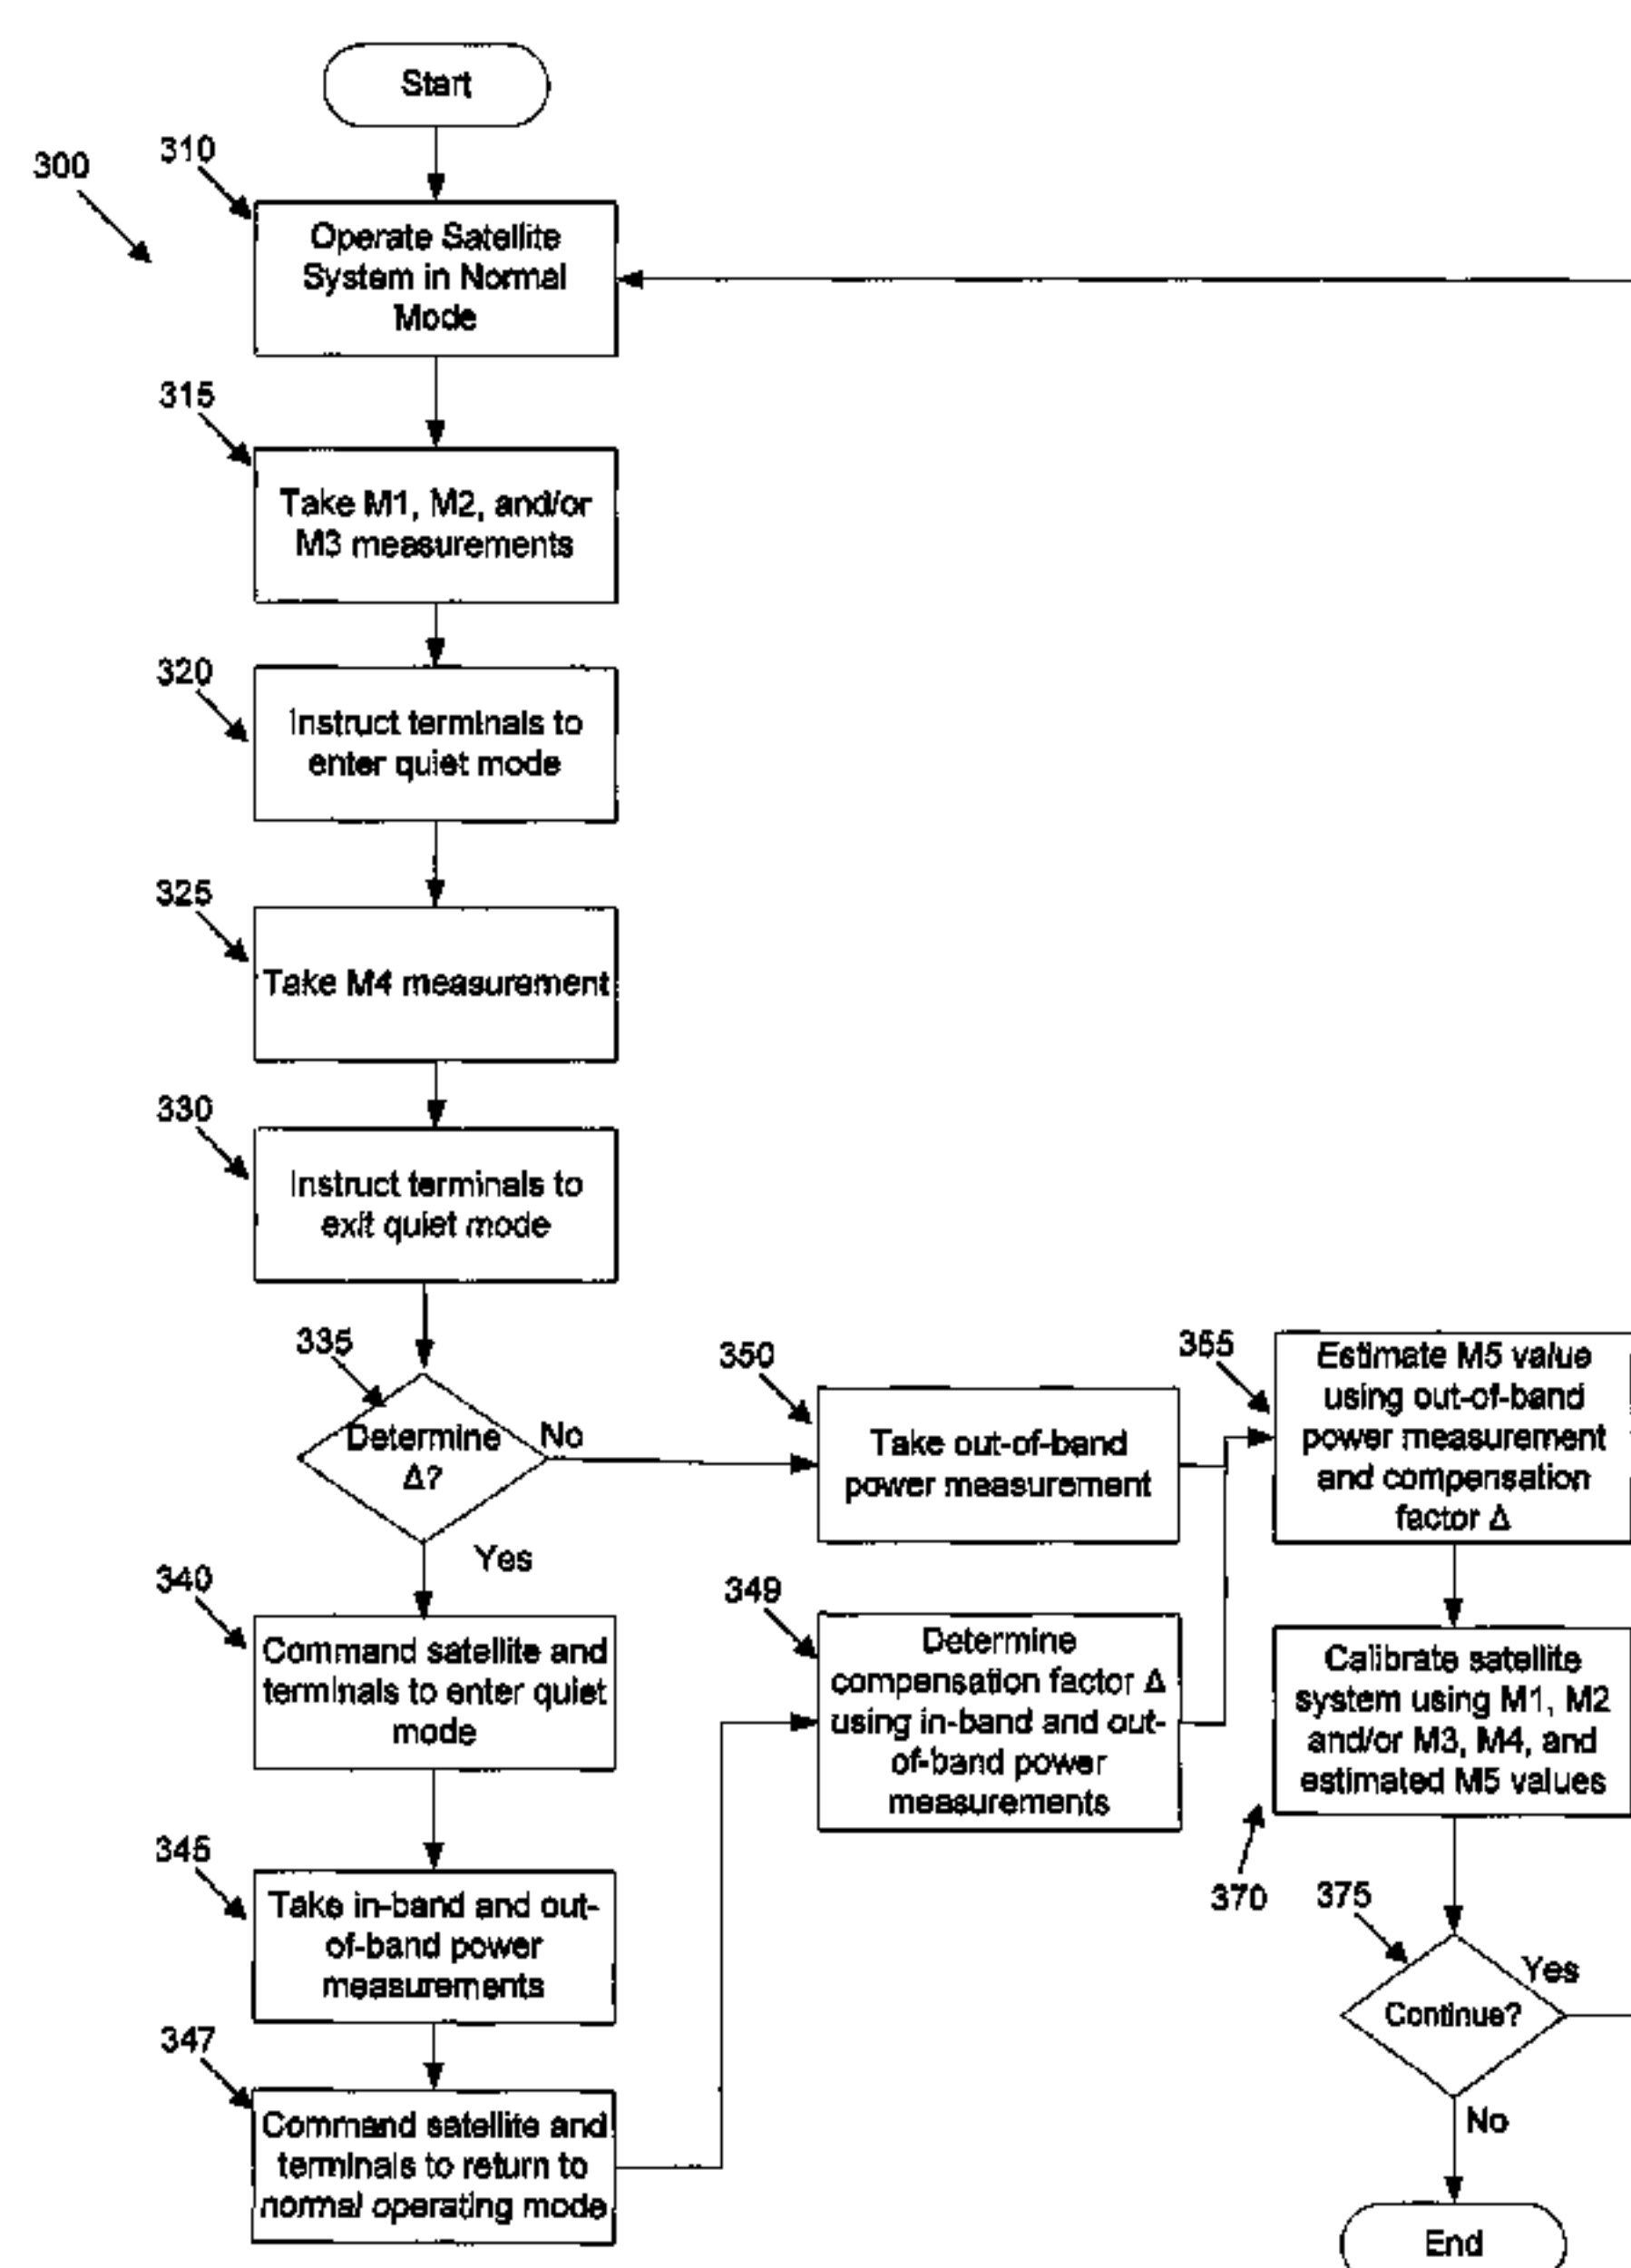 Start
300
310
Operate Satellite
System in Normal
Mode
315
Take M1, M2, and/or
M3 measurements
320
Instruct terminals to
enter quiet mode
325
Take M4 measurement
330
Instruct terminals to
exit quiet mode
335
Determine
Δ?
No
Yes
340
Command satellite and
terminals to enter quiet
mode
345
Take in-band and out-
of-band power
measurements
347
Command satellite and
terminals to return to
normal operating mode
350
Take out-of-band
power measurement
349
Determine
compensation factor Δ
using in-band and out-
of-band power
measurements
355
Estimate M5 value
using out-of-band
power measurement
and compensation
factor Δ
Calibrate satellite
system using M1, M2
and/or M3, M4, and
estimated M5 values
370
375
Continue?
Yes
No
End